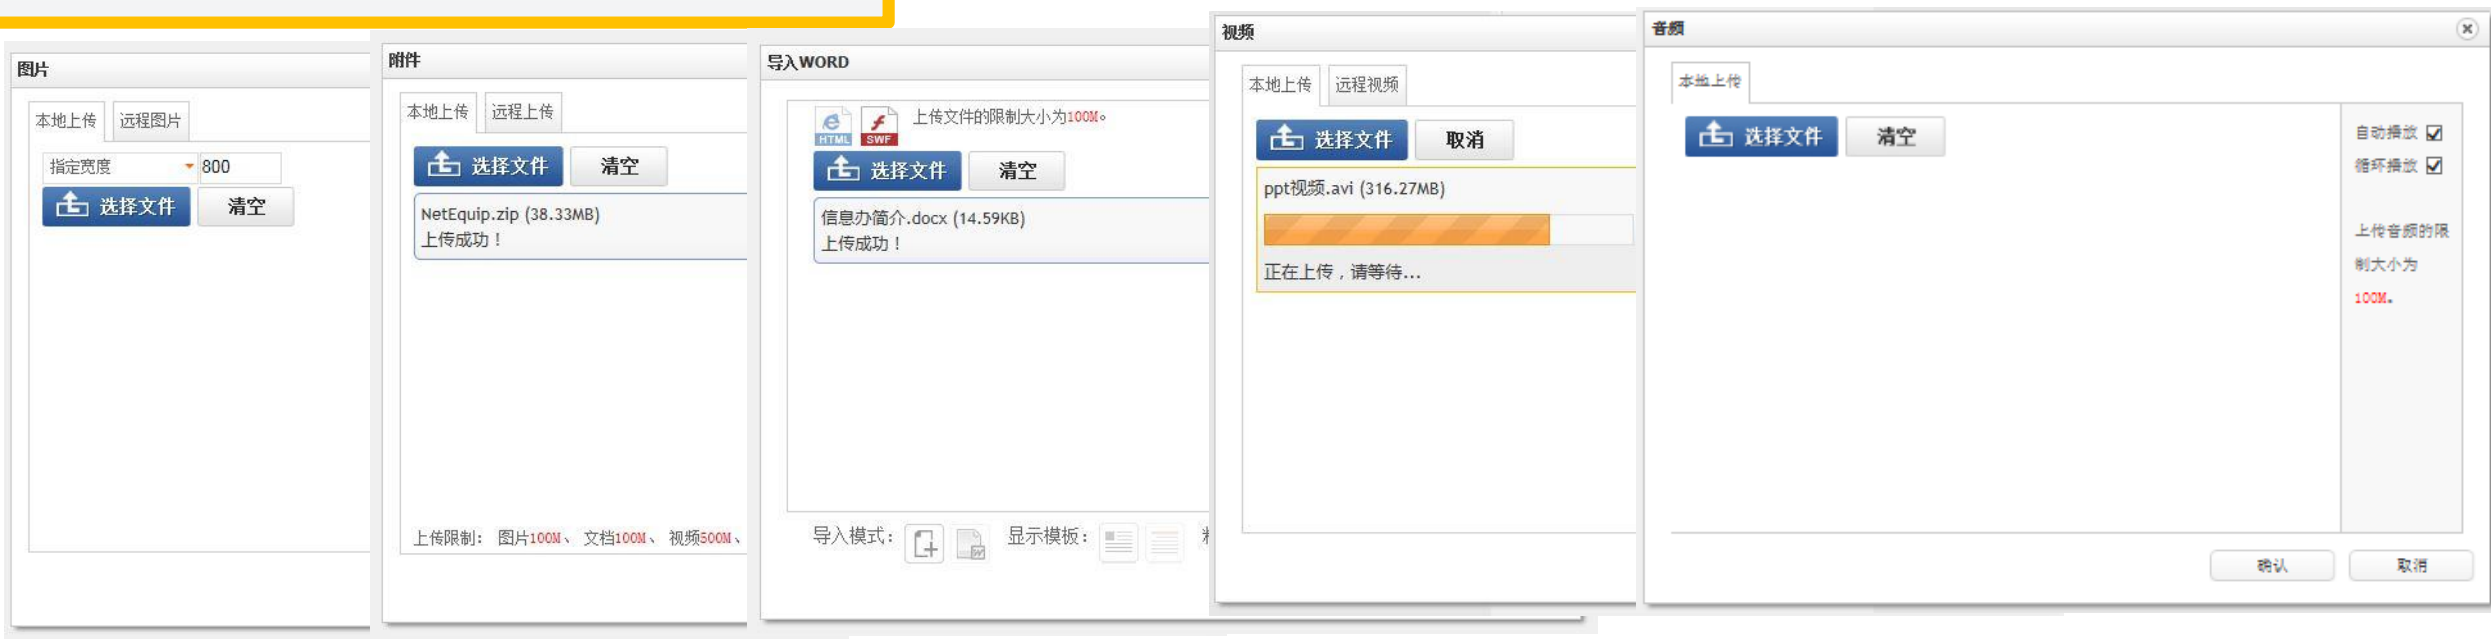 图片
本地上传 远程图片
指定宽度 800
选择文件 清空
附件
本地上传 远程上传
选择文件 清空
NetEquip.zip (38.33MB)
上传成功！
上传限制： 图片100M、 文档100M、 视频500M、
导入WORD
HTML SWF 上传文件的限制大小为100M。
选择文件 清空
信息办简介.docx (14.59KB)
上传成功！
导入模式： 显示模板：
视频
本地上传 远程视频
选择文件 取消
ppt视频.avi (316.27MB)
正在上传，请等待...
音频
本地上传
选择文件 清空
自动播放
循环播放
上传音频的限
制大小为
100M。
确认 取消